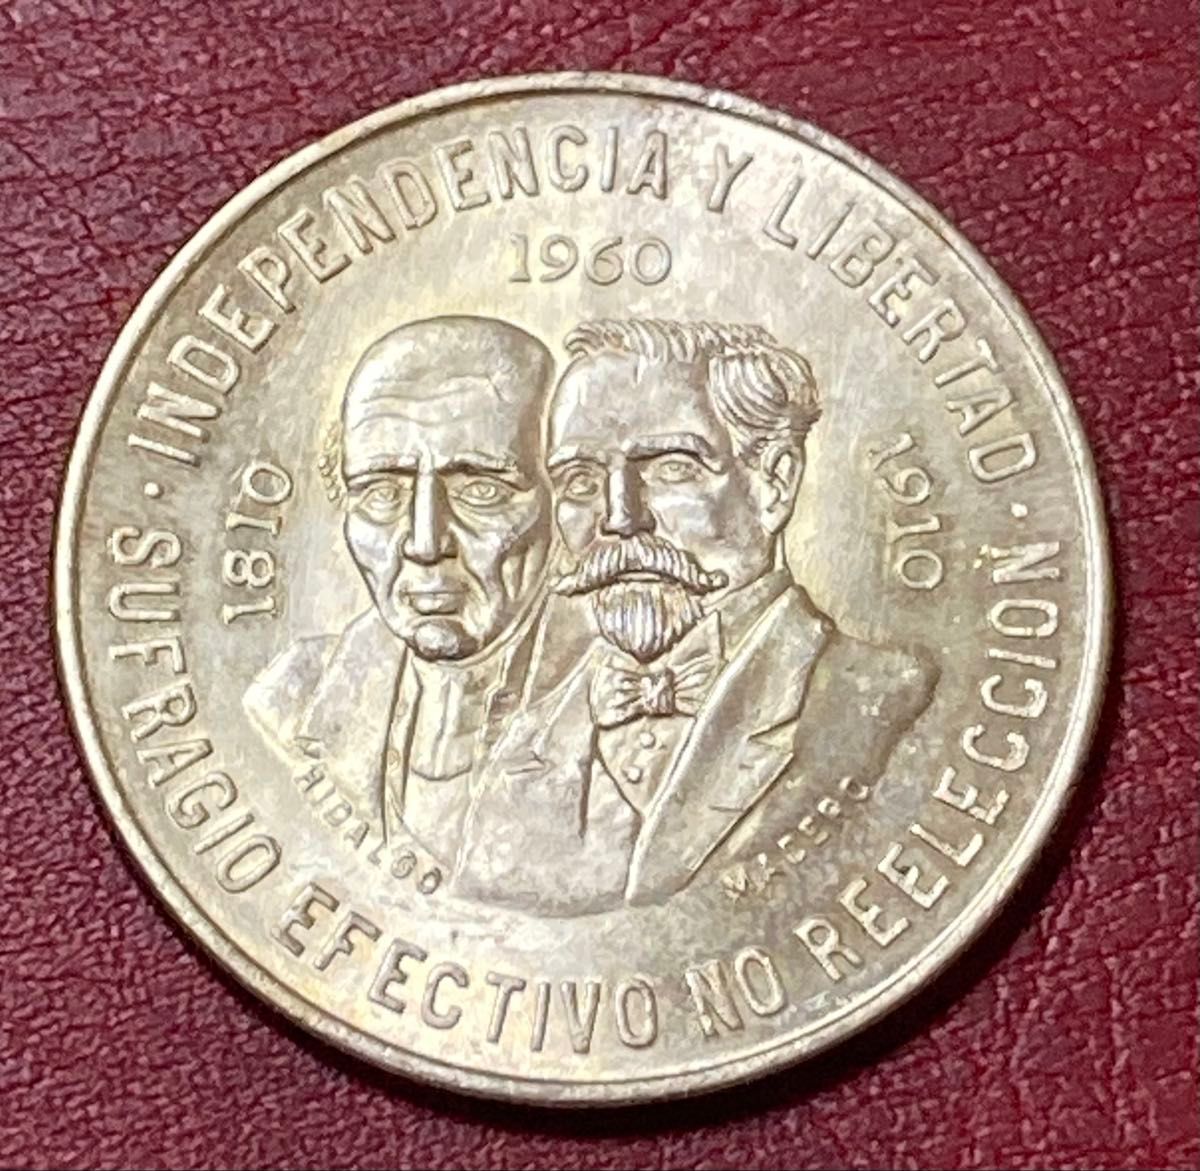 · INDEPENDENCIA Y LIBERTAD ·
1960
1810
1910
HIDALGO
MADERO
SUFRAGIO EFECTIVO NO REELECCION